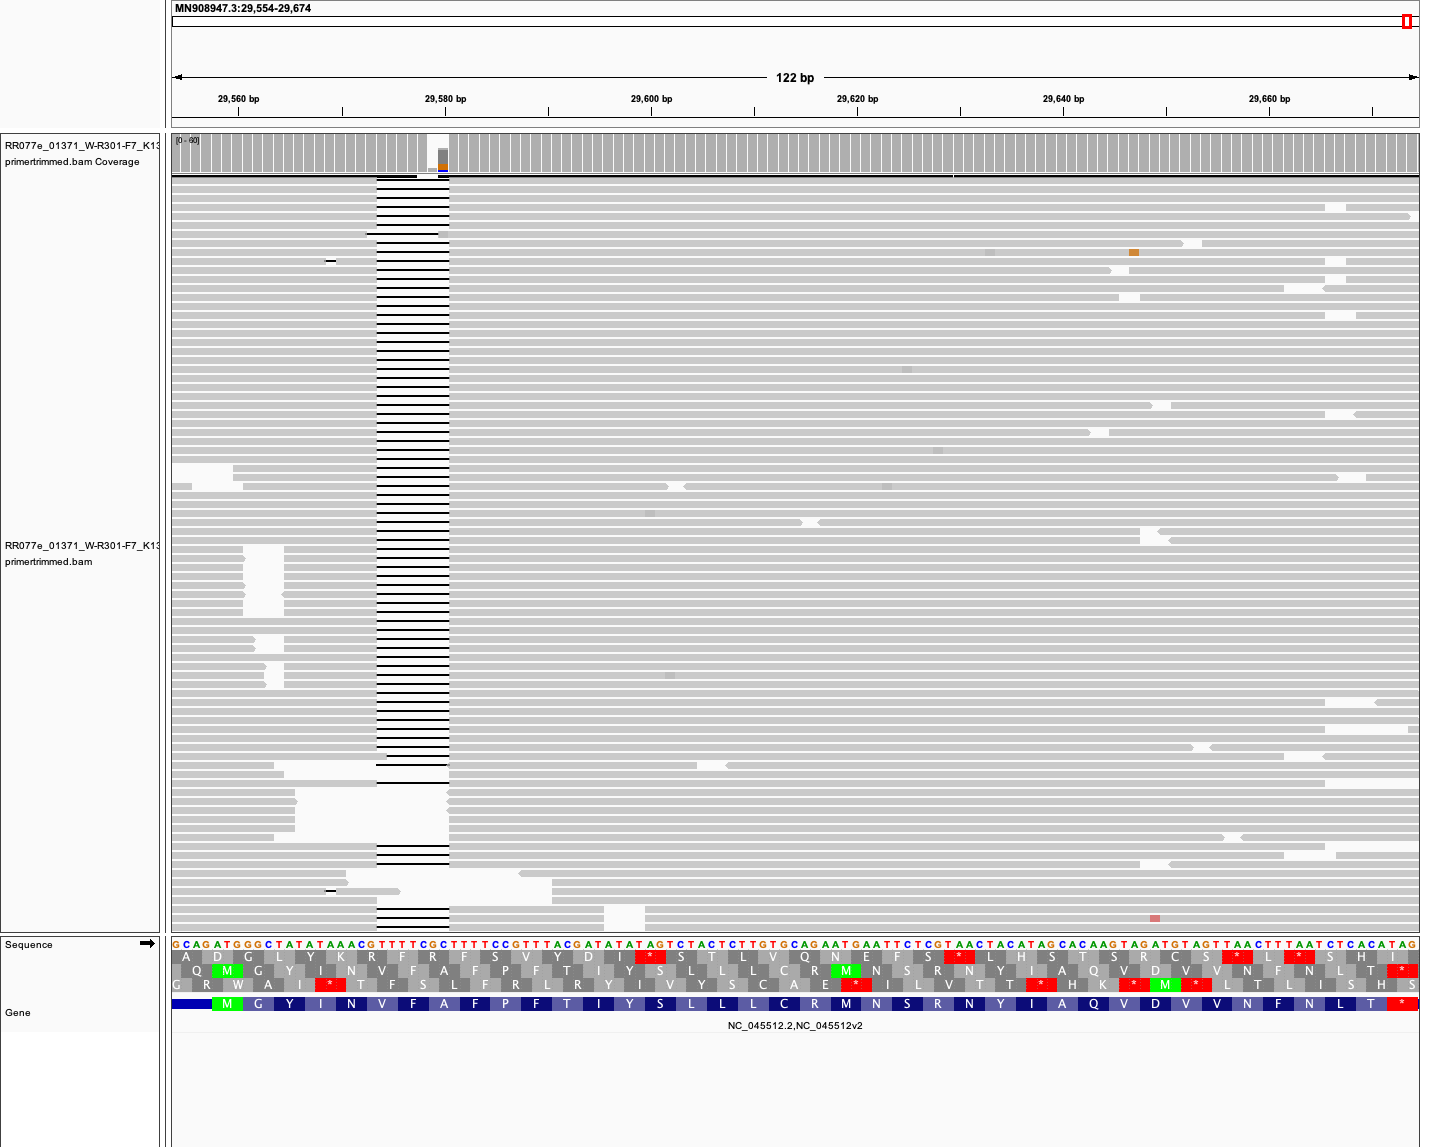 MN908947.3:29,554-29,674
122 bp
29,560 bp 29,580 bp 29,600 bp 29,620 bp 29,640 bp 29,660 bp
RR077e_01371_W-R301-F7_K13
primertrimmed.bam Coverage
[0 - 60]
RR077e_01371_W-R301-F7_K13
primertrimmed.bam
Sequence
GCAGATGGGCTATATAAACGTTTTCGCTTTTCCGTTTACGATATATAGTCTACTCTTGTGCAGAATGAATTCTCGTAACTACATAGCACAAGTAGATGTAGTTAACTTTAATCTCACATAG
A D G L Y K R F R F S V Y D I * S T L V Q N E F S * L H S T S R C S * L * S H I
Q M G Y I N V F A F P F T I Y S L L L C R M N S R N Y I A Q V D V V N F N L T *
G R W A I * T F S L F R L R Y I V Y S C A E * I L V T T * H K * M * L T L I S H S
Gene
M G Y I N V F A F P F T I Y S L L L C R M N S R N Y I A Q V D V V N F N L T *
NC_045512.2,NC_045512v2